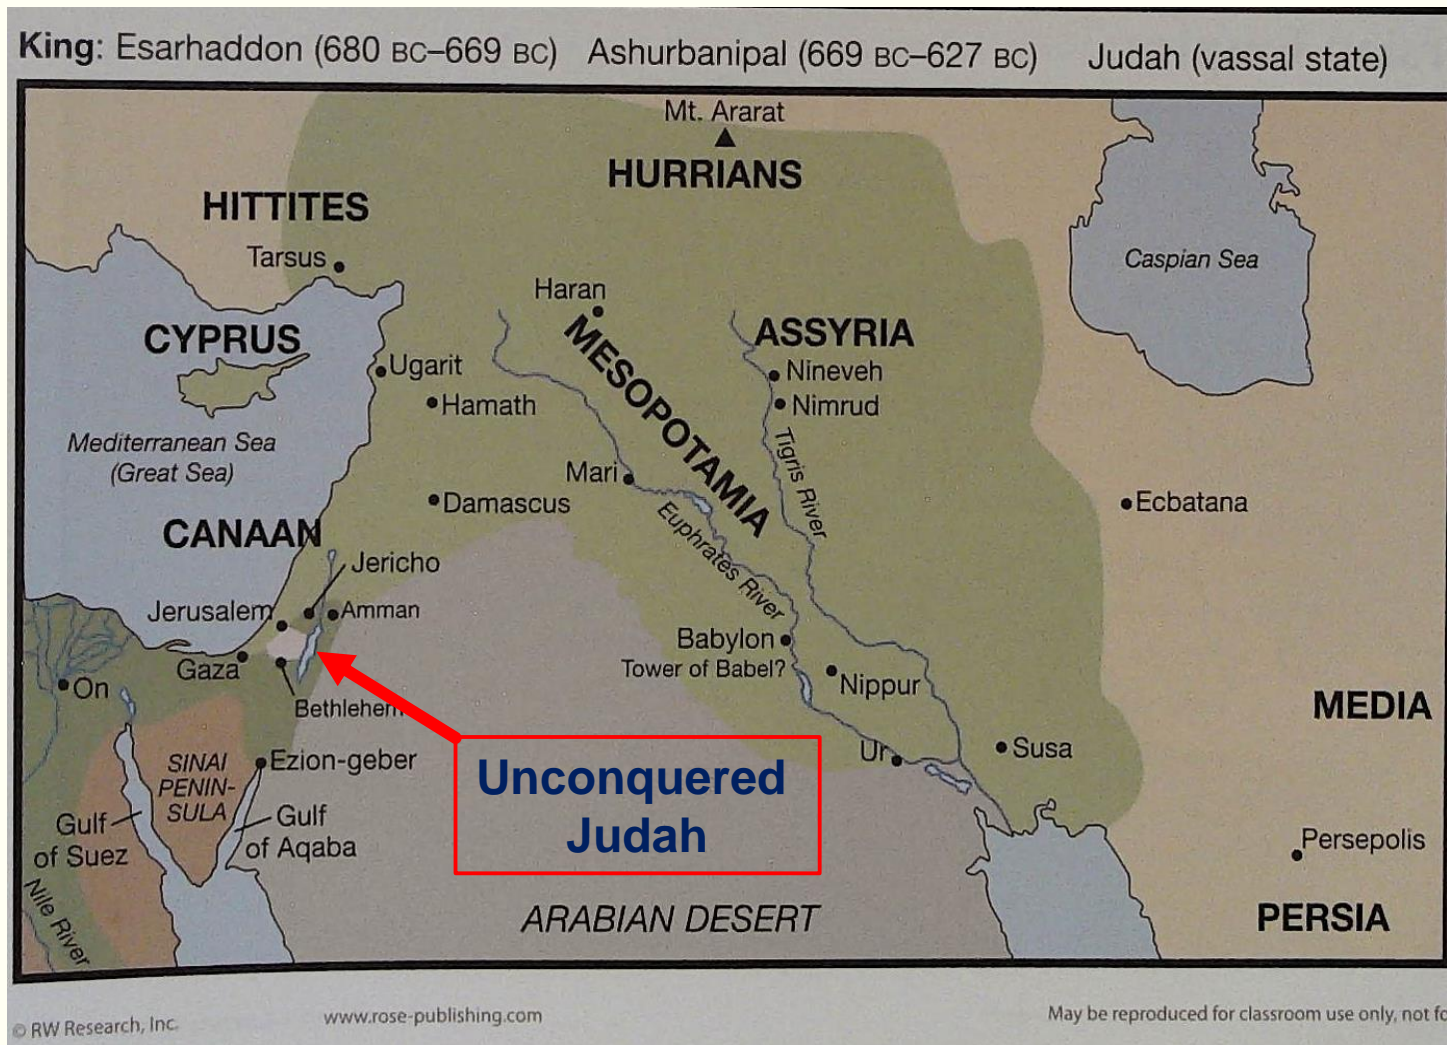 King: Esarhaddon (680 BC–669 BC) Ashurbanipal (669 BC–627 BC) Judah (vassal state)
Mt. Ararat
HURRIANS
HITTITES
Tarsus
Caspian Sea
Haran
CYPRUS
MESOPOTAMIA
ASSYRIA
Ugarit
Nineveh
Hamath
Nimrud
Mediterranean Sea
(Great Sea)
Tigris River
Mari
Damascus
Ecbatana
CANAAN
Euphrates River
Jericho
Jerusalem
Amman
Babylon
Tower of Babel?
Gaza
On
Nippur
Bethlehem
MEDIA
Unconquered
Judah
Ur
Susa
SINAI
PENIN-
SULA
Ezion-geber
Gulf
of Suez
Gulf
of Aqaba
Persepolis
Nile River
ARABIAN DESERT
PERSIA
© RW Research, Inc.
www.rose-publishing.com
May be reproduced for classroom use only, not fo